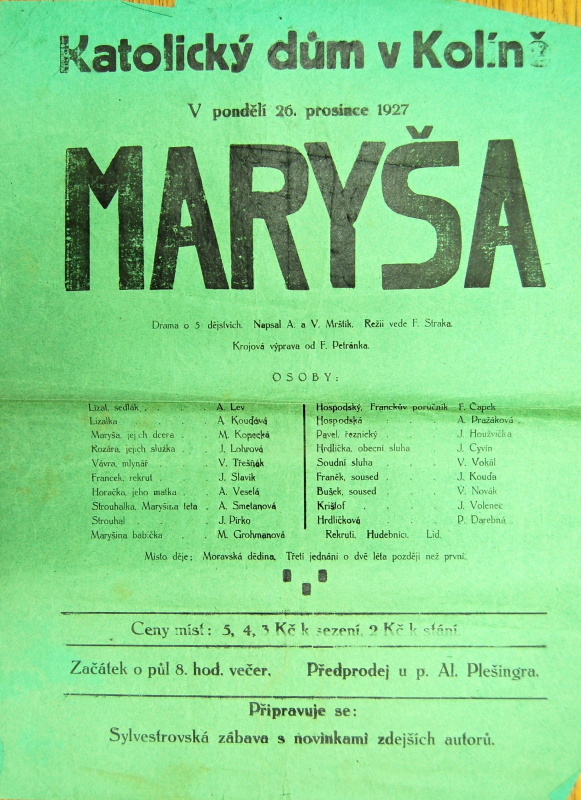 Katolický dům v Kolíně
V pondělí 26. prosince 1927
MARYŠA
Drama o 5 dějstvích. Napsal A. a V. Mrštík. Režii vede F. Straka.
Krojová výprava od F. Petránka.
OSOBY:
Lízal, sedlák . . . . . A. Lev
Lízalka . . . . A. Koudává
Maryša, jejich dcera . . M. Kopecká
Rozára, jejich služka . . J. Lohrová
Vávra, mlynář . . . V. Třešňák
Francek, rekrut . . . J. Slavík
Horačka, jeho matka . . A. Veselá
Strouhalka, Maryšina teta . A. Smetanová
Strouhal . . . . J. Pirko
Maryšina babička . . M. Grohmanová
Hospodský, Franckův poručník F. Čapek
Hospodská . . . A. Pražáková
Pavel, řeznický . . . J. Houžvička
Hrdlička, obecní sluha . J. Cyvín
Soudní sluha . . . V. Vokál
Franěk, soused . . . J. Kouda
Bušek, soused . . . V. Novák
Krištof . . . . J. Volenec
Hrdličková . . . P. Darebná
Rekruti. Hudebníci. Lid.
Místo děje: Moravská dědina. Třetí jednání o dvě léta později než první.
Ceny míst: 5, 4, 3 Kč k sezení, 2 Kč k stání.
Začátek o půl 8. hod. večer. Předprodej u p. Al. Plešingra.
Připravuje se:
Sylvestrovská zábava s novinkami zdejších autorů.